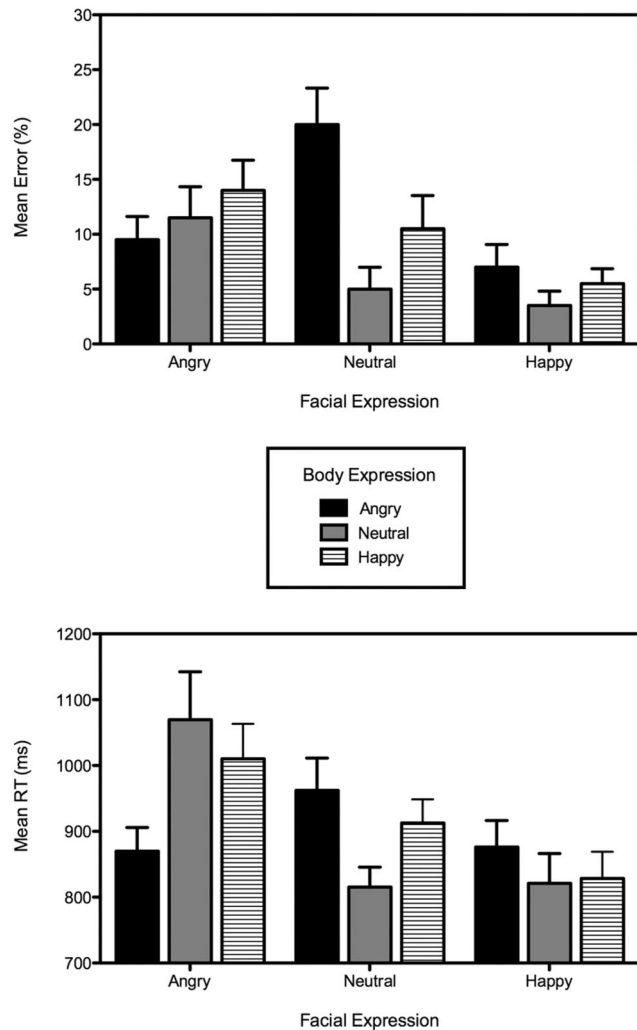 30
25
20
15
10
5
0
Mean Error (%)
Angry Neutral Happy
Facial Expression
Body Expression
Angry
Neutral
Happy
1200
1100
1000
900
800
700
Mean RT (ms)
Angry Neutral Happy
Facial Expression